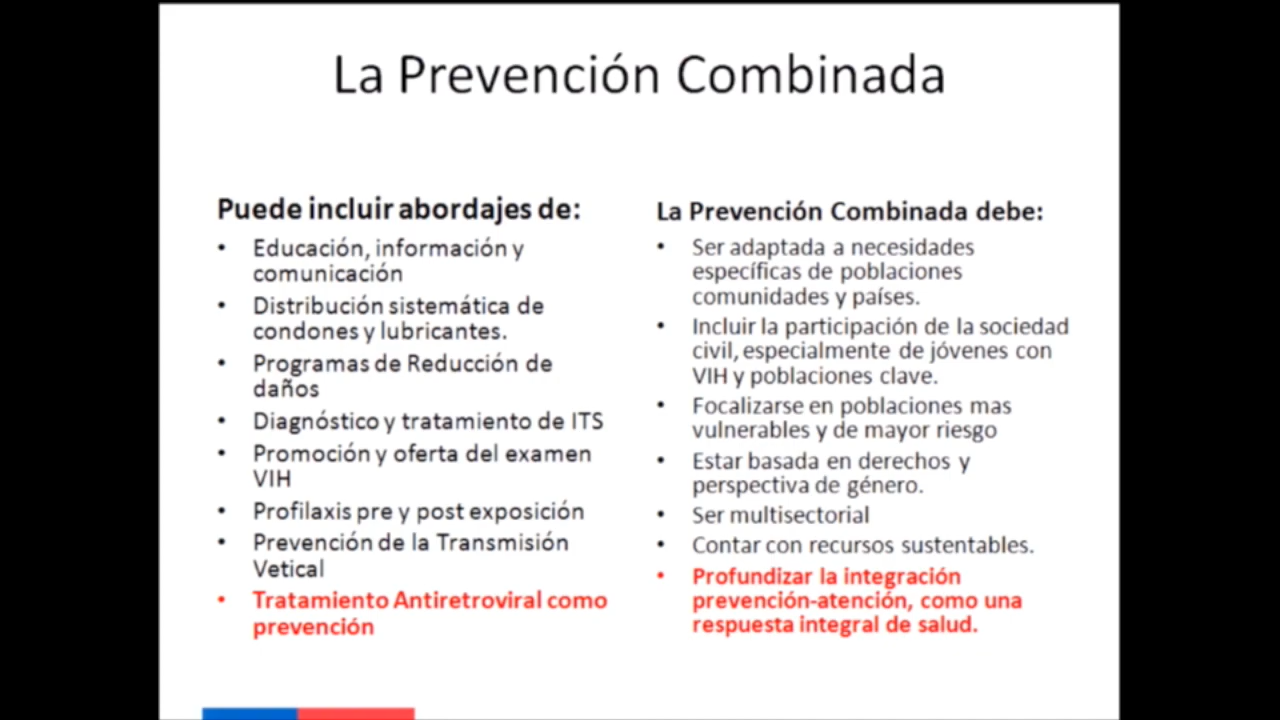 La Prevención Combinada
Puede incluir abordajes de:
• Educación, información y
comunicación
• Distribución sistemática de
condones y lubricantes.
• Programas de Reducción de
daños
• Diagnóstico y tratamiento de ITS
• Promoción y oferta del examen
VIH
• Profilaxis pre y post exposición
• Prevención de la Transmisión
Vetical
• Tratamiento Antiretroviral como
prevención
La Prevención Combinada debe:
• Ser adaptada a necesidades
específicas de poblaciones
comunidades y países.
• Incluir la participación de la sociedad
civil, especialmente de jóvenes con
VIH y poblaciones clave.
• Focalizarse en poblaciones mas
vulnerables y de mayor riesgo
• Estar basada en derechos y
perspectiva de género.
• Ser multisectorial
• Contar con recursos sustentables.
• Profundizar la integración
prevención-atención, como una
respuesta integral de salud.